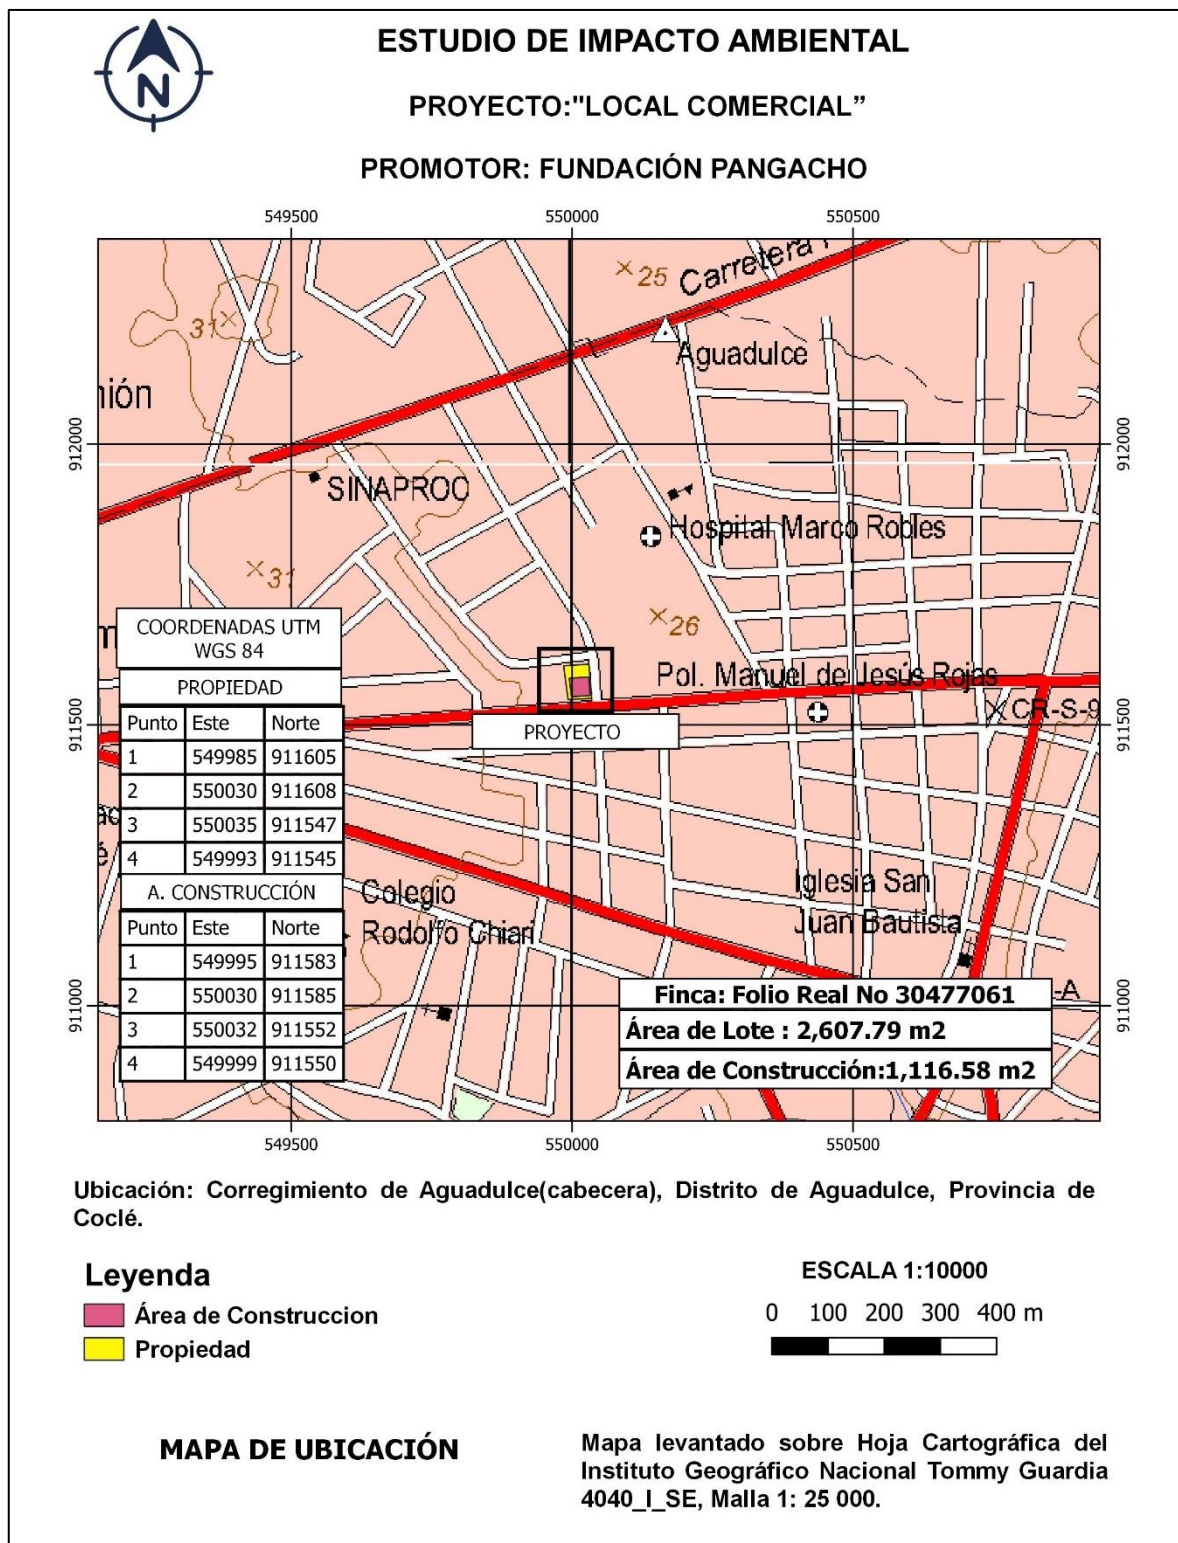 N
ESTUDIO DE IMPACTO AMBIENTAL
PROYECTO:"LOCAL COMERCIAL”
PROMOTOR: FUNDACIÓN PANGACHO
549500 550000 550500
Carretera
25
31
Aguadulce
nión
912000 912000
SINAPROC
Hospital Marco Robles
31
26
Pol. Manuel de Jesús Rojas
CR-S-9
911500 911500
PROYECTO
COORDENADAS UTM
WGS 84
PROPIEDAD
Punto Este Norte
1 549985 911605
2 550030 911608
3 550035 911547
4 549993 911545
A. CONSTRUCCIÓN
Punto Este Norte
1 549995 911583
2 550030 911585
3 550032 911552
4 549999 911550
Colegio
Rodolfo Chiari
Iglesia San
Juan Bautista
-A
911000 911000
Finca: Folio Real No 30477061
Área de Lote : 2,607.79 m2
Área de Construcción:1,116.58 m2
549500 550000 550500
Ubicación: Corregimiento de Aguadulce(cabecera), Distrito de Aguadulce, Provincia de
Coclé.
Leyenda
Área de Construccion
Propiedad
ESCALA 1:10000
0 100 200 300 400 m
MAPA DE UBICACIÓN
Mapa levantado sobre Hoja Cartográfica del
Instituto Geográfico Nacional Tommy Guardia
4040_I_SE, Malla 1: 25 000.